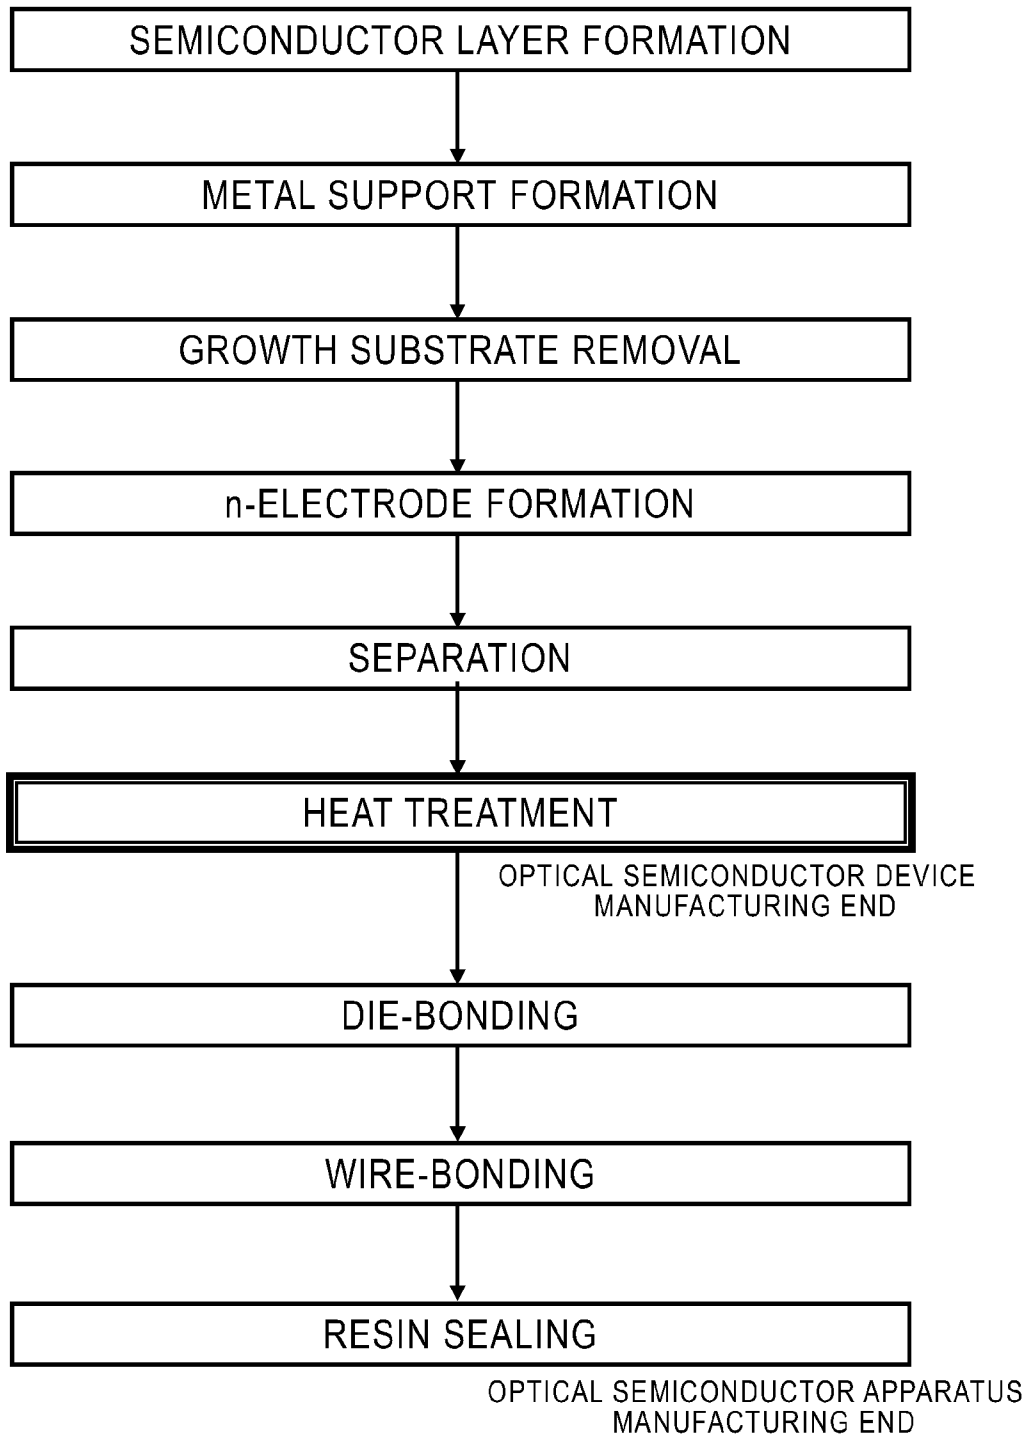 SEMICONDUCTOR LAYER FORMATION
METAL SUPPORT FORMATION
GROWTH SUBSTRATE REMOVAL
n-ELECTRODE FORMATION
SEPARATION
HEAT TREATMENT
OPTICAL SEMICONDUCTOR DEVICE
MANUFACTURING END
DIE-BONDING
WIRE-BONDING
RESIN SEALING
OPTICAL SEMICONDUCTOR APPARATUS
MANUFACTURING END